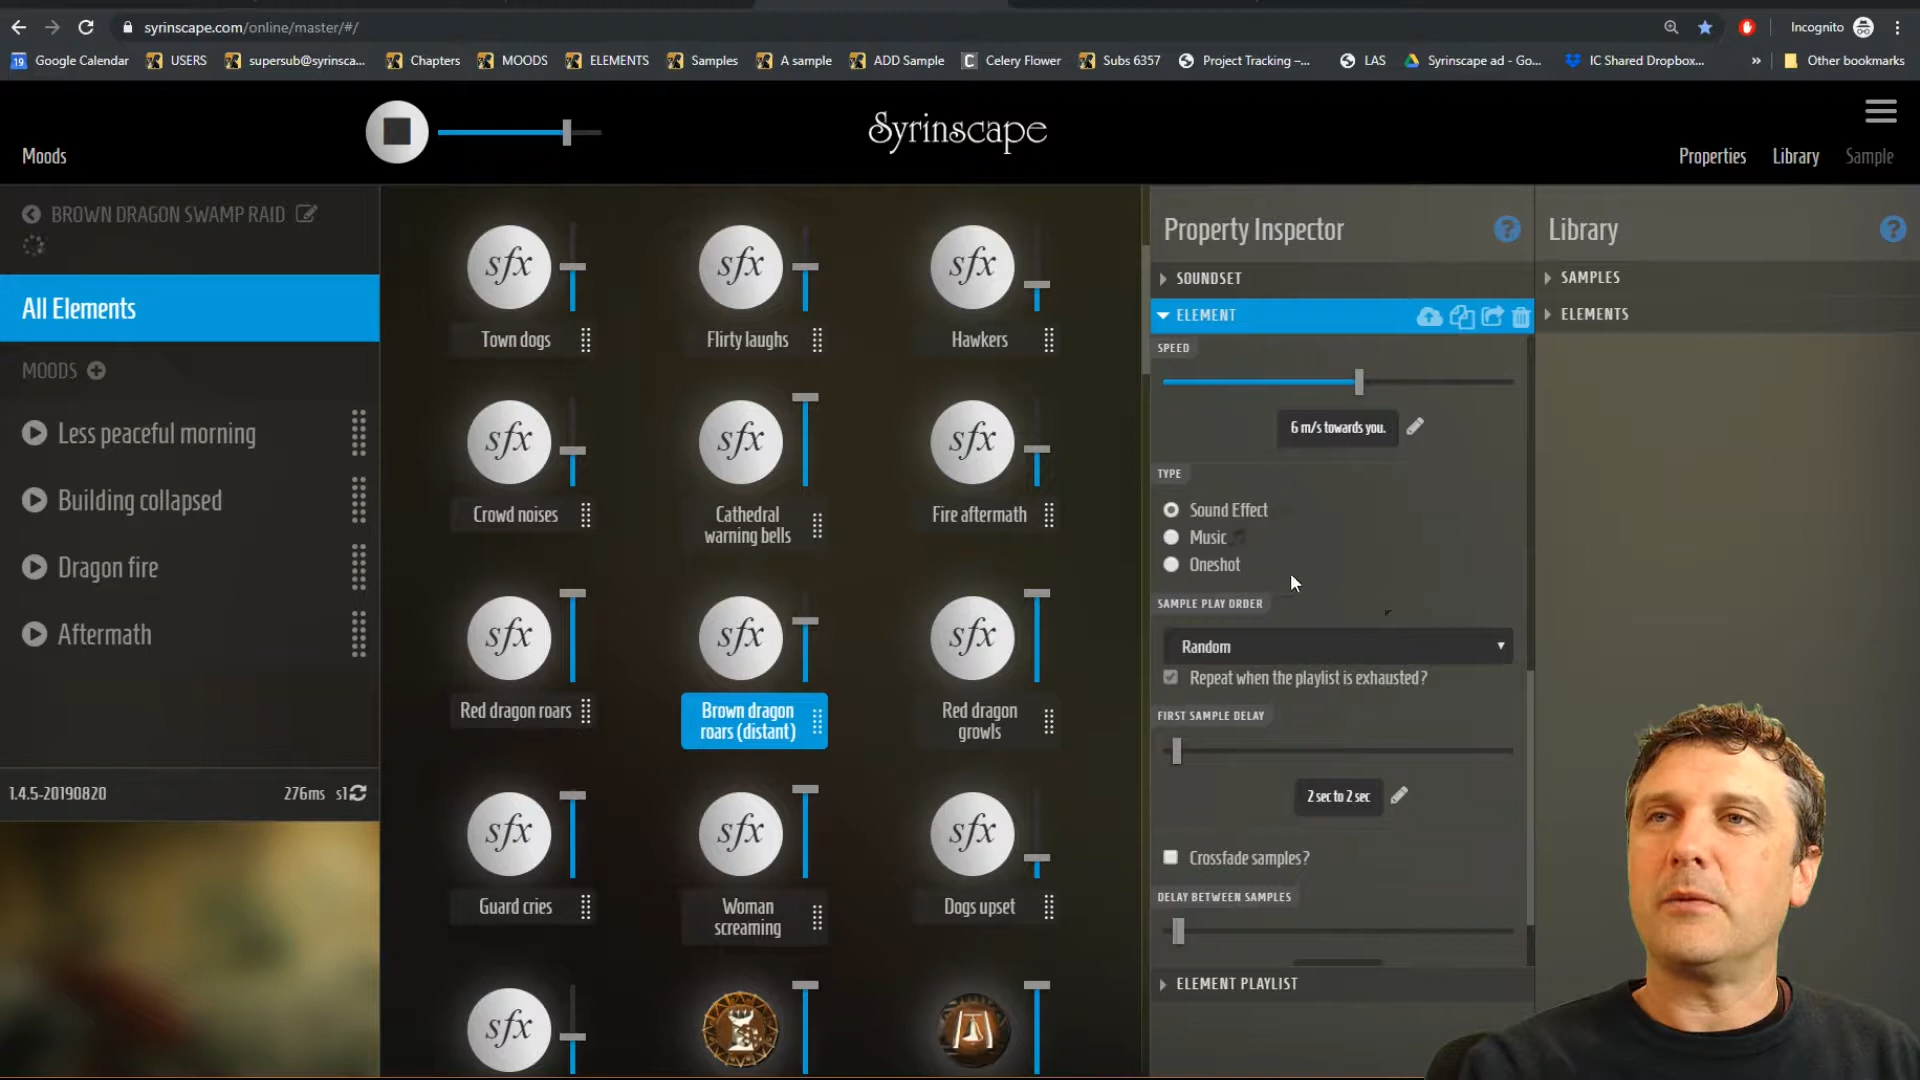 syrinscape.com/online/master/#/
Incognito
19 Google Calendar USERS supersub@syrinsca... Chapters MOODS ELEMENTS Samples A sample ADD Sample C Celery Flower Subs 6357 Project Tracking –... LAS Syrinscape ad - Go... IC Shared Dropbox... » Other bookmarks
Moods
Syrinscape
Properties Library Sample
BROWN DRAGON SWAMP RAID
All Elements
MOODS
Less peaceful morning
Building collapsed
Dragon fire
Aftermath
1.4.5-20190820 276ms s1
sfx sfx sfx
Town dogs Flirty laughs Hawkers
sfx sfx sfx
Crowd noises Cathedral Fire aftermath
warning bells
sfx sfx sfx
Red dragon roars Brown dragon Red dragon
roars (distant) growls
sfx sfx sfx
Guard cries Woman Dogs upset
screaming
sfx
Property Inspector ?
SOUNDSET
ELEMENT
SPEED
6 m/s towards you.
TYPE
Sound Effect
Music
Oneshot
SAMPLE PLAY ORDER
Random
Repeat when the playlist is exhausted?
FIRST SAMPLE DELAY
2 sec to 2 sec
Crossfade samples?
DELAY BETWEEN SAMPLES
ELEMENT PLAYLIST
Library ?
SAMPLES
ELEMENTS